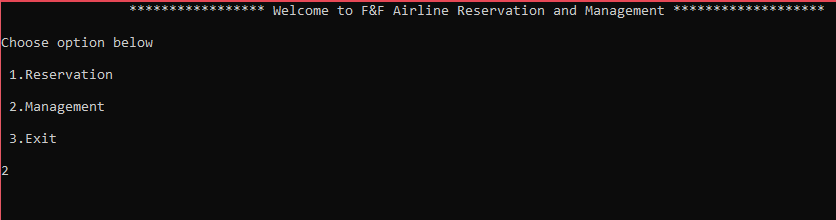 ***************** Welcome to F&F Airline Reservation and Management *******************
Choose option below
1.Reservation
2.Management
3.Exit
2